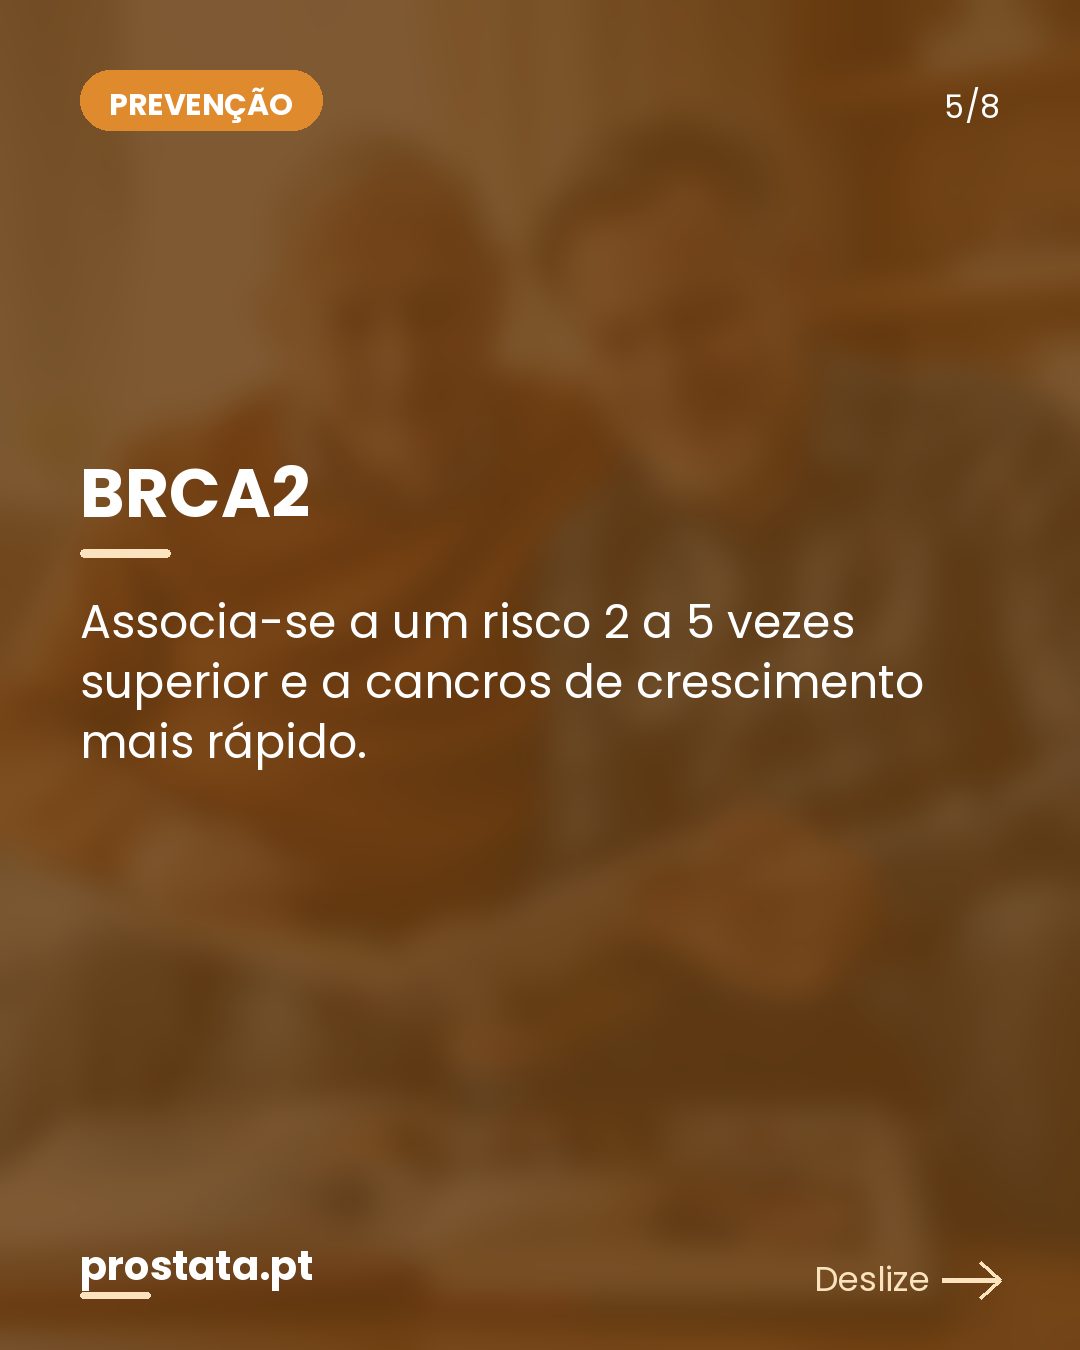 PREVENÇÃO
5/8
BRCA2
Associa-se a um risco 2 a 5 vezes
superior e a cancros de crescimento
mais rápido.
prostata.pt
Deslize